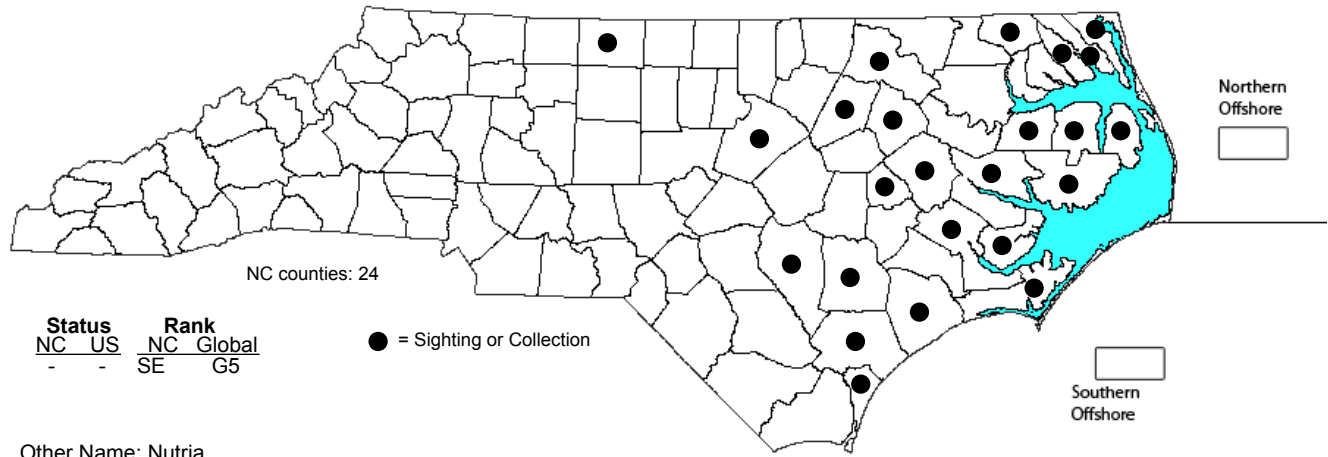 Northern
Offshore
NC counties: 24
Status Rank
NC US NC Global
- - SE G5
= Sighting or Collection
Southern
Offshore
Other Name: Nutria